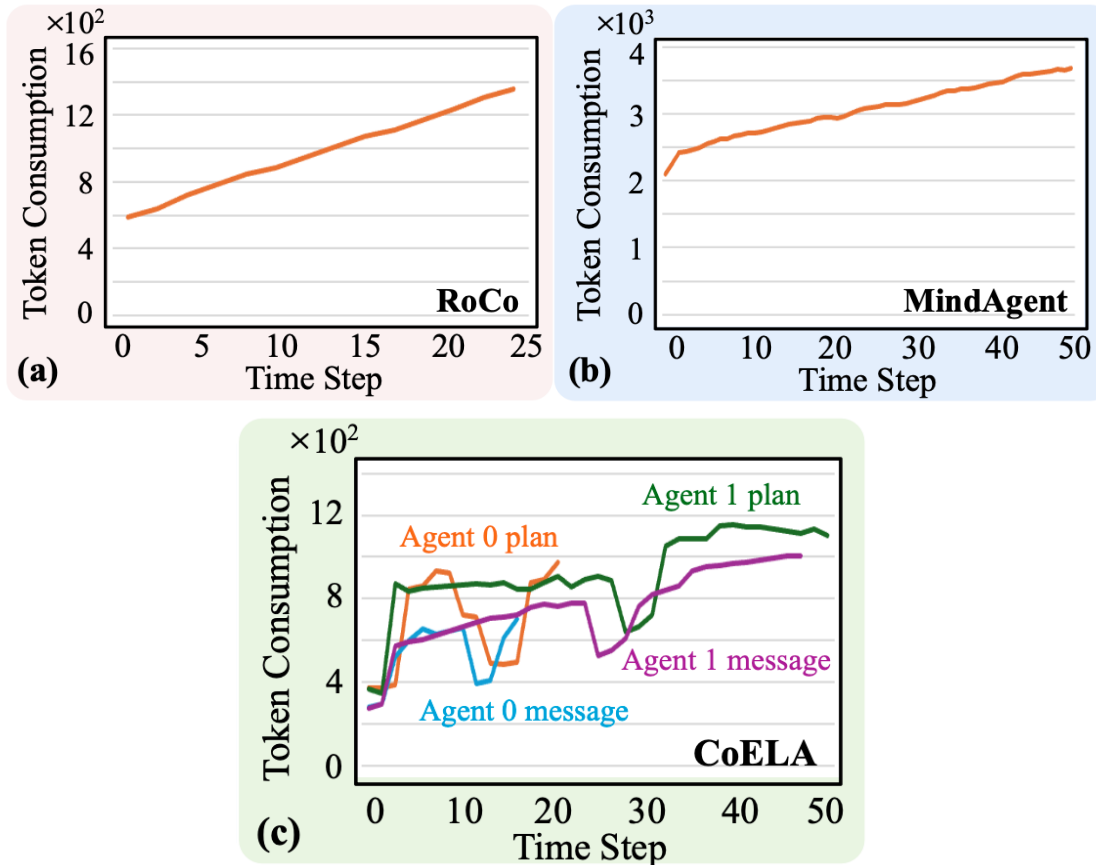 ×10²
Token Consumption
16
12
8
4
0
RoCo
0 5 10 15 20 25
Time Step
(a)
×10³
Token Consumption
4
3
2
1
0
MindAgent
0 10 20 30 40 50
Time Step
(b)
×10²
Token Consumption
12
8
4
0
Agent 1 plan
Agent 0 plan
Agent 1 message
Agent 0 message
CoELA
0 10 20 30 40 50
Time Step
(c)